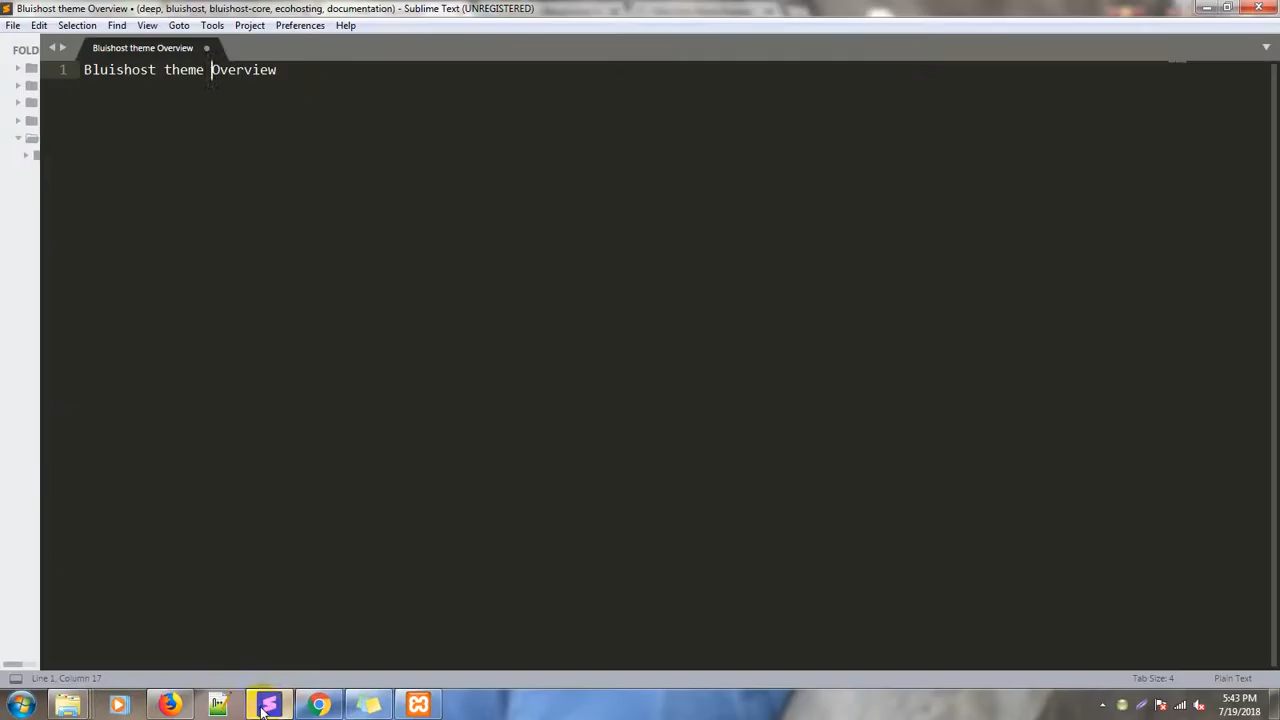 Bluishost theme Overview • (deep, bluishost, bluishost-core, ecohosting, documentation) - Sublime Text (UNREGISTERED)
File Edit Selection Find View Goto Tools Project Preferences Help
FOLD
Bluishost theme Overview
1 Bluishost theme Overview
Line 1, Column 17
Tab Size: 4
Plain Text
5:43 PM
7/19/2018